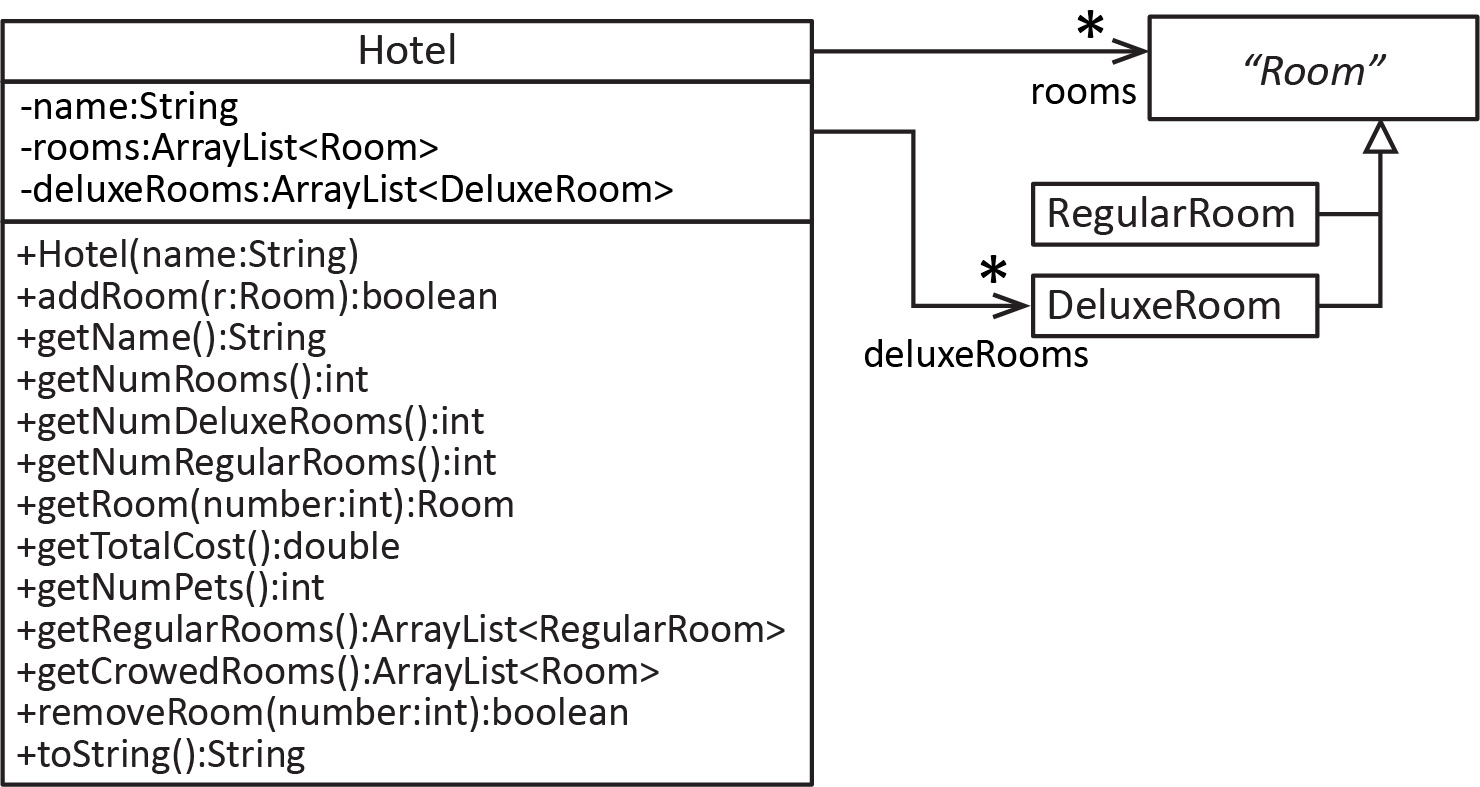 Hotel
-name:String
-rooms:ArrayList<Room>
-deluxeRooms:ArrayList<DeluxeRoom>
+Hotel(name:String)
+addRoom(r:Room):boolean
+getName():String
+getNumRooms():int
+getNumDeluxeRooms():int
+getNumRegularRooms():int
+getRoom(number:int):Room
+getTotalCost():double
+getNumPets():int
+getRegularRooms():ArrayList<RegularRoom>
+getCrowedRooms():ArrayList<Room>
+removeRoom(number:int):boolean
+toString():String
*
rooms
“Room”
RegularRoom
*
DeluxeRoom
deluxeRooms